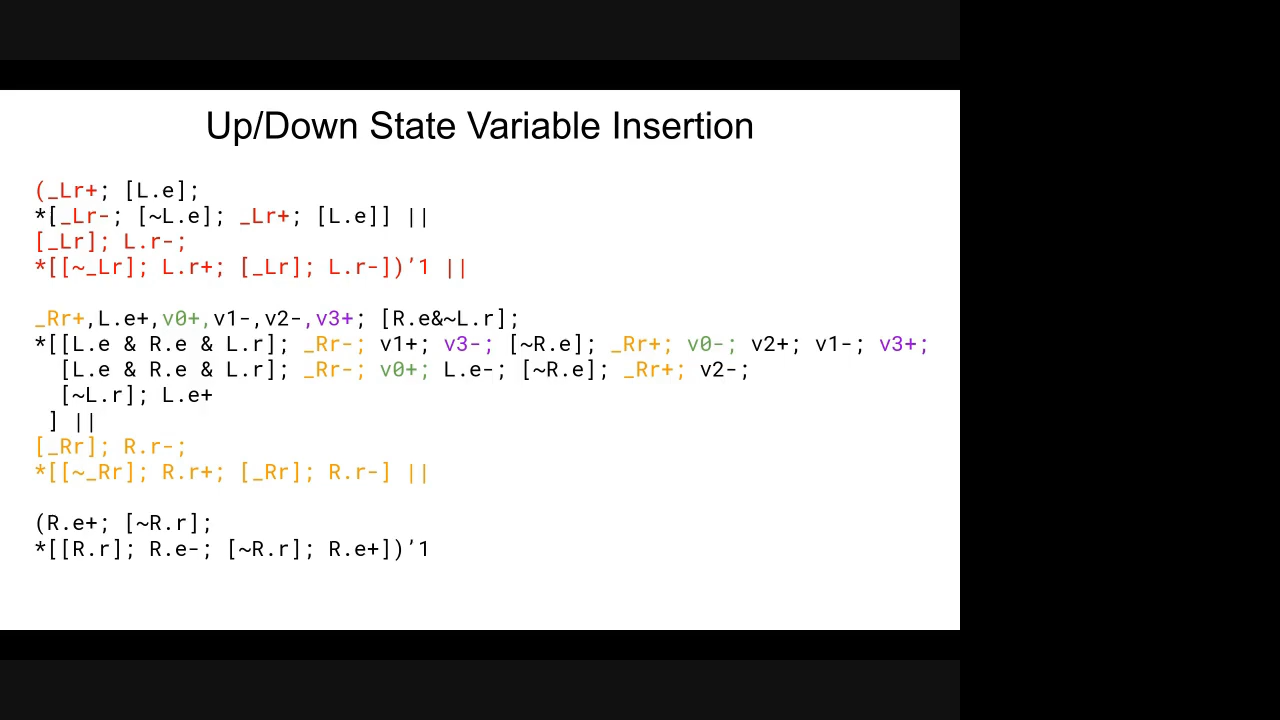 Up/Down State Variable Insertion
(_Lr+; [L.e];
*[_Lr-; [~L.e]; _Lr+; [L.e]] ||
[_Lr]; L.r-;
*[[~_Lr]; L.r+; [_Lr]; L.r-])'1 ||
_Rr+,L.e+,v0+,v1-,v2-,v3+; [R.e&~L.r];
*[[L.e & R.e & L.r]; _Rr-; v1+; v3-; [~R.e]; _Rr+; v0-; v2+; v1-; v3+;
[L.e & R.e & L.r]; _Rr-; v0+; L.e-; [~R.e]; _Rr+; v2-;
[~L.r]; L.e+
] ||
[_Rr]; R.r-;
*[[~_Rr]; R.r+; [_Rr]; R.r-] ||
(R.e+; [~R.r];
*[[R.r]; R.e-; [~R.r]; R.e+])'1